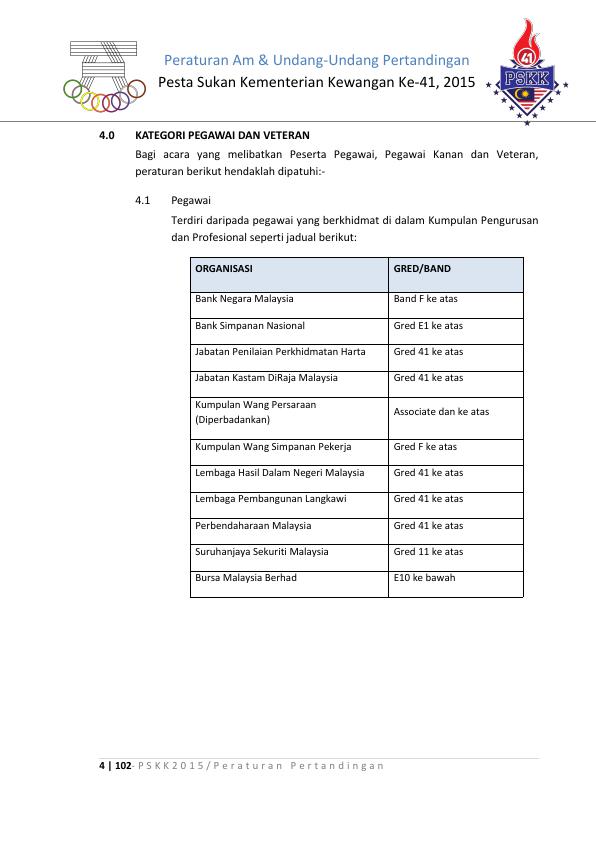 Peraturan Am & Undang-Undang Pertandingan
Pesta Sukan Kementerian Kewangan Ke-41, 2015
41
PSKK
4.0 KATEGORI PEGAWAI DAN VETERAN
Bagi acara yang melibatkan Peserta Pegawai, Pegawai Kanan dan Veteran,
peraturan berikut hendaklah dipatuhi:-
4.1 Pegawai
Terdiri daripada pegawai yang berkhidmat di dalam Kumpulan Pengurusan
dan Profesional seperti jadual berikut:
ORGANISASI GRED/BAND
Bank Negara Malaysia Band F ke atas
Bank Simpanan Nasional Gred E1 ke atas
Jabatan Penilaian Perkhidmatan Harta Gred 41 ke atas
Jabatan Kastam DiRaja Malaysia Gred 41 ke atas
Kumpulan Wang Persaraan
(Diperbadankan) Associate dan ke atas
Kumpulan Wang Simpanan Pekerja Gred F ke atas
Lembaga Hasil Dalam Negeri Malaysia Gred 41 ke atas
Lembaga Pembangunan Langkawi Gred 41 ke atas
Perbendaharaan Malaysia Gred 41 ke atas
Suruhanjaya Sekuriti Malaysia Gred 11 ke atas
Bursa Malaysia Berhad E10 ke bawah
4 | 102- PSKK2015/Peraturan Pertandingan